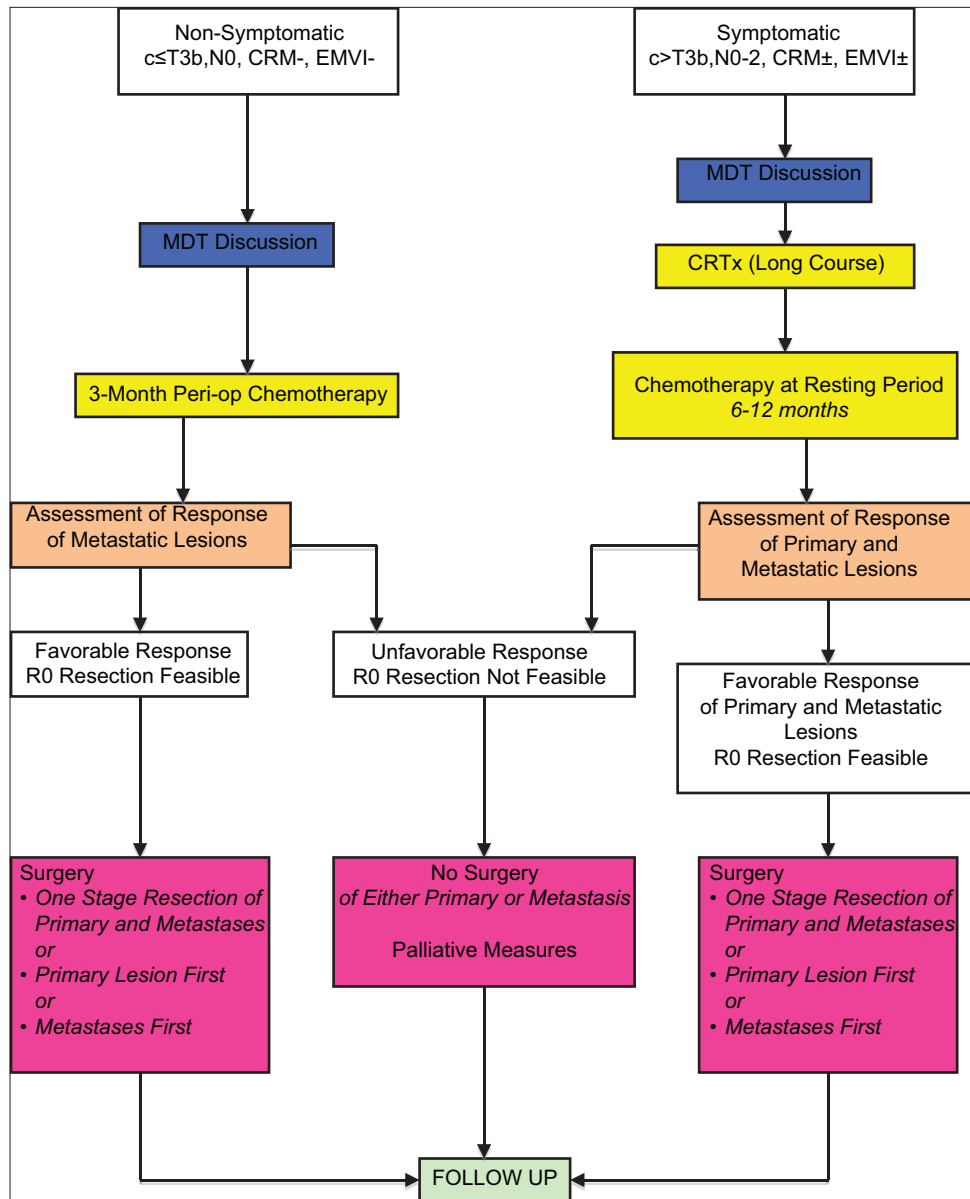 Non-Symptomatic
c≤T3b,N0, CRM-, EMVI-
Symptomatic
c>T3b,N0-2, CRM±, EMVI±
MDT Discussion
MDT Discussion
CRTx (Long Course)
3-Month Peri-op Chemotherapy
Chemotherapy at Resting Period
6-12 months
Assessment of Response
of Metastatic Lesions
Assessment of Response
of Primary and
Metastatic Lesions
Favorable Response
R0 Resection Feasible
Unfavorable Response
R0 Resection Not Feasible
Favorable Response
of Primary and Metastatic
Lesions
R0 Resection Feasible
Surgery
• One Stage Resection of
Primary and Metastases
or
• Primary Lesion First
or
• Metastases First
No Surgery
of Either Primary or Metastasis
Palliative Measures
Surgery
• One Stage Resection of
Primary and Metastases
or
• Primary Lesion First
or
• Metastases First
FOLLOW UP